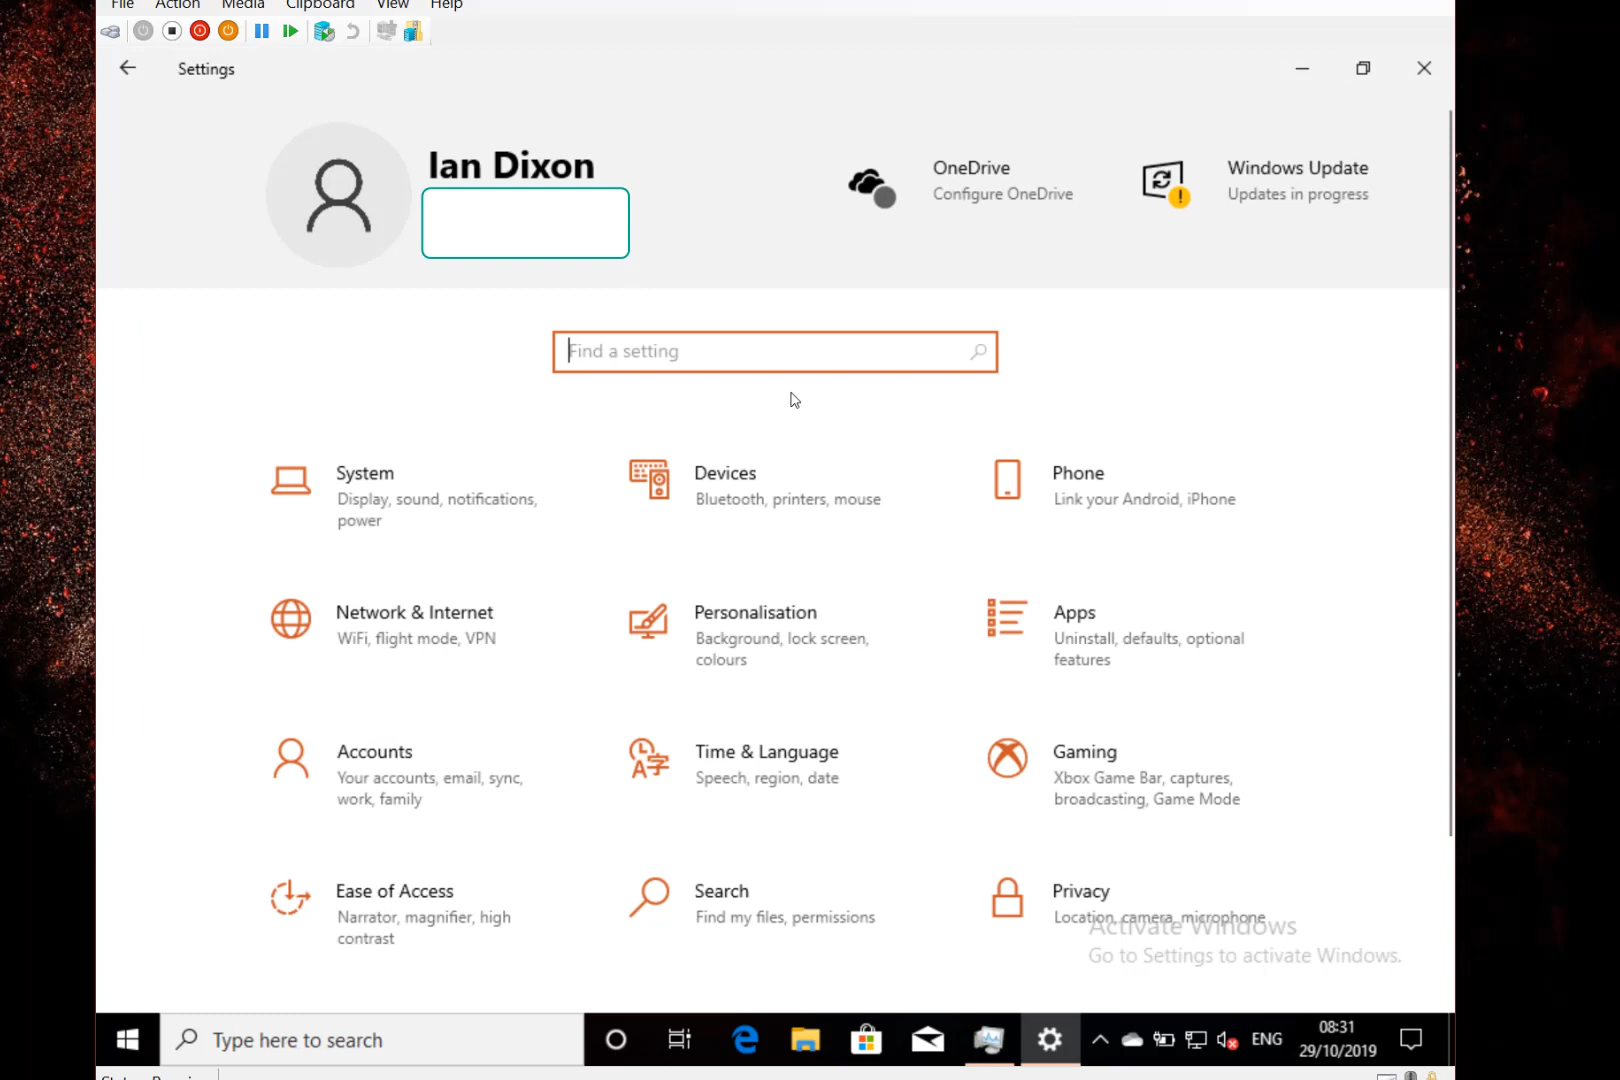 File Action Media Clipboard View Help
Settings
Ian Dixon
OneDrive
Configure OneDrive
Windows Update
Updates in progress
Find a setting
System
Display, sound, notifications,
power
Devices
Bluetooth, printers, mouse
Phone
Link your Android, iPhone
Network & Internet
WiFi, flight mode, VPN
Personalisation
Background, lock screen,
colours
Apps
Uninstall, defaults, optional
features
Accounts
Your accounts, email, sync,
work, family
Time & Language
Speech, region, date
Gaming
Xbox Game Bar, captures,
broadcasting, Game Mode
Ease of Access
Narrator, magnifier, high
contrast
Search
Find my files, permissions
Privacy
Location, camera, microphone
Activate Windows
Go to Settings to activate Windows.
Type here to search
ENG
08:31
29/10/2019